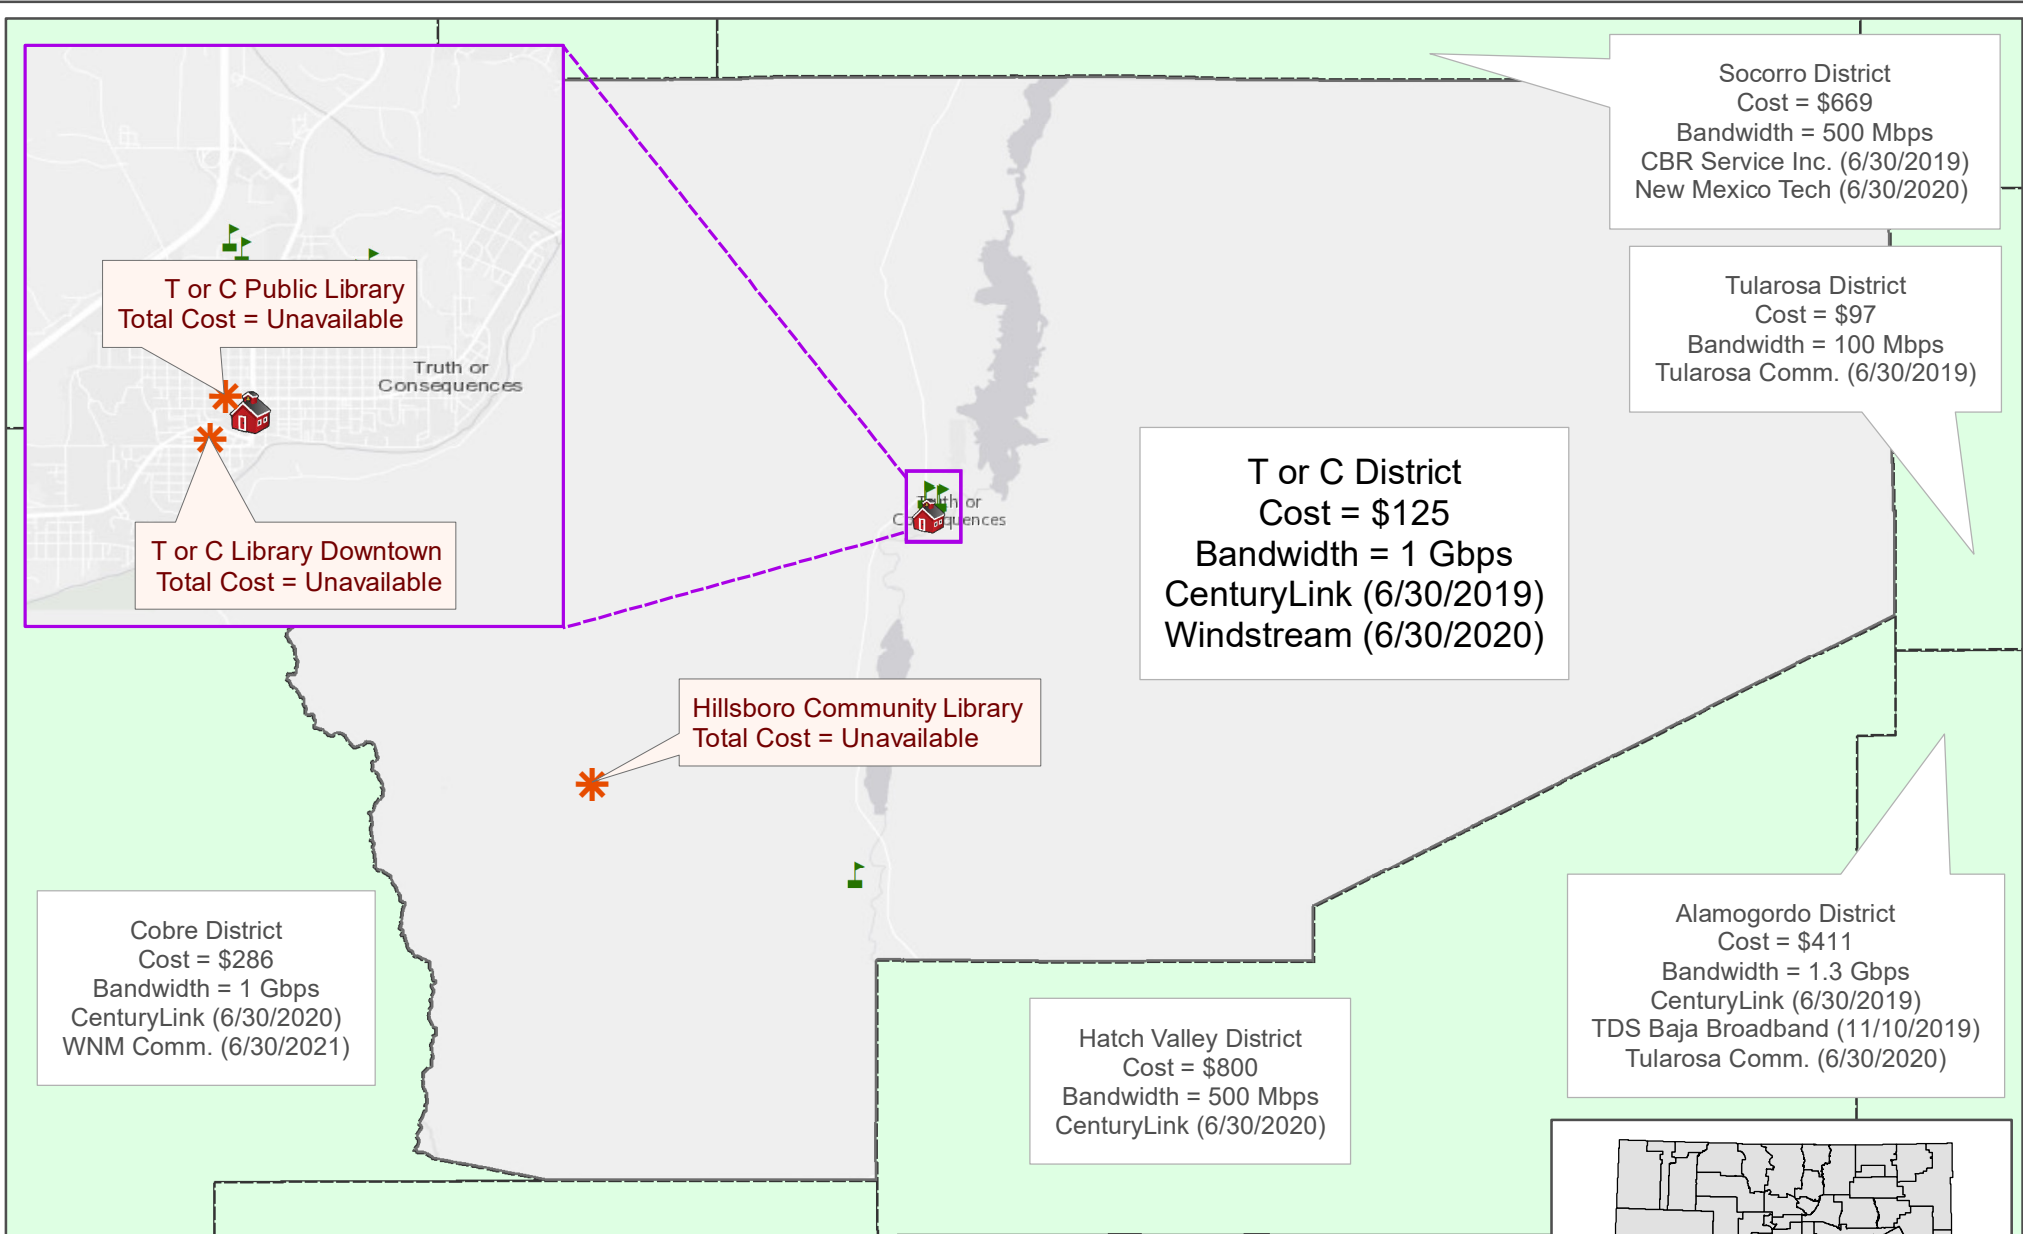 Socorro District
Cost = $669
Bandwidth = 500 Mbps
CBR Service Inc. (6/30/2019)
New Mexico Tech (6/30/2020)
Tularosa District
Cost = $97
Bandwidth = 100 Mbps
Tularosa Comm. (6/30/2019)
T or C Public Library
Total Cost = Unavailable
Truth or
Consequences
T or C Library Downtown
Total Cost = Unavailable
Truth or
Consequences
T or C District
Cost = $125
Bandwidth = 1 Gbps
CenturyLink (6/30/2019)
Windstream (6/30/2020)
Hillsboro Community Library
Total Cost = Unavailable
Cobre District
Cost = $286
Bandwidth = 1 Gbps
CenturyLink (6/30/2020)
WNM Comm. (6/30/2021)
Hatch Valley District
Cost = $800
Bandwidth = 500 Mbps
CenturyLink (6/30/2020)
Alamogordo District
Cost = $411
Bandwidth = 1.3 Gbps
CenturyLink (6/30/2019)
TDS Baja Broadband (11/10/2019)
Tularosa Comm. (6/30/2020)